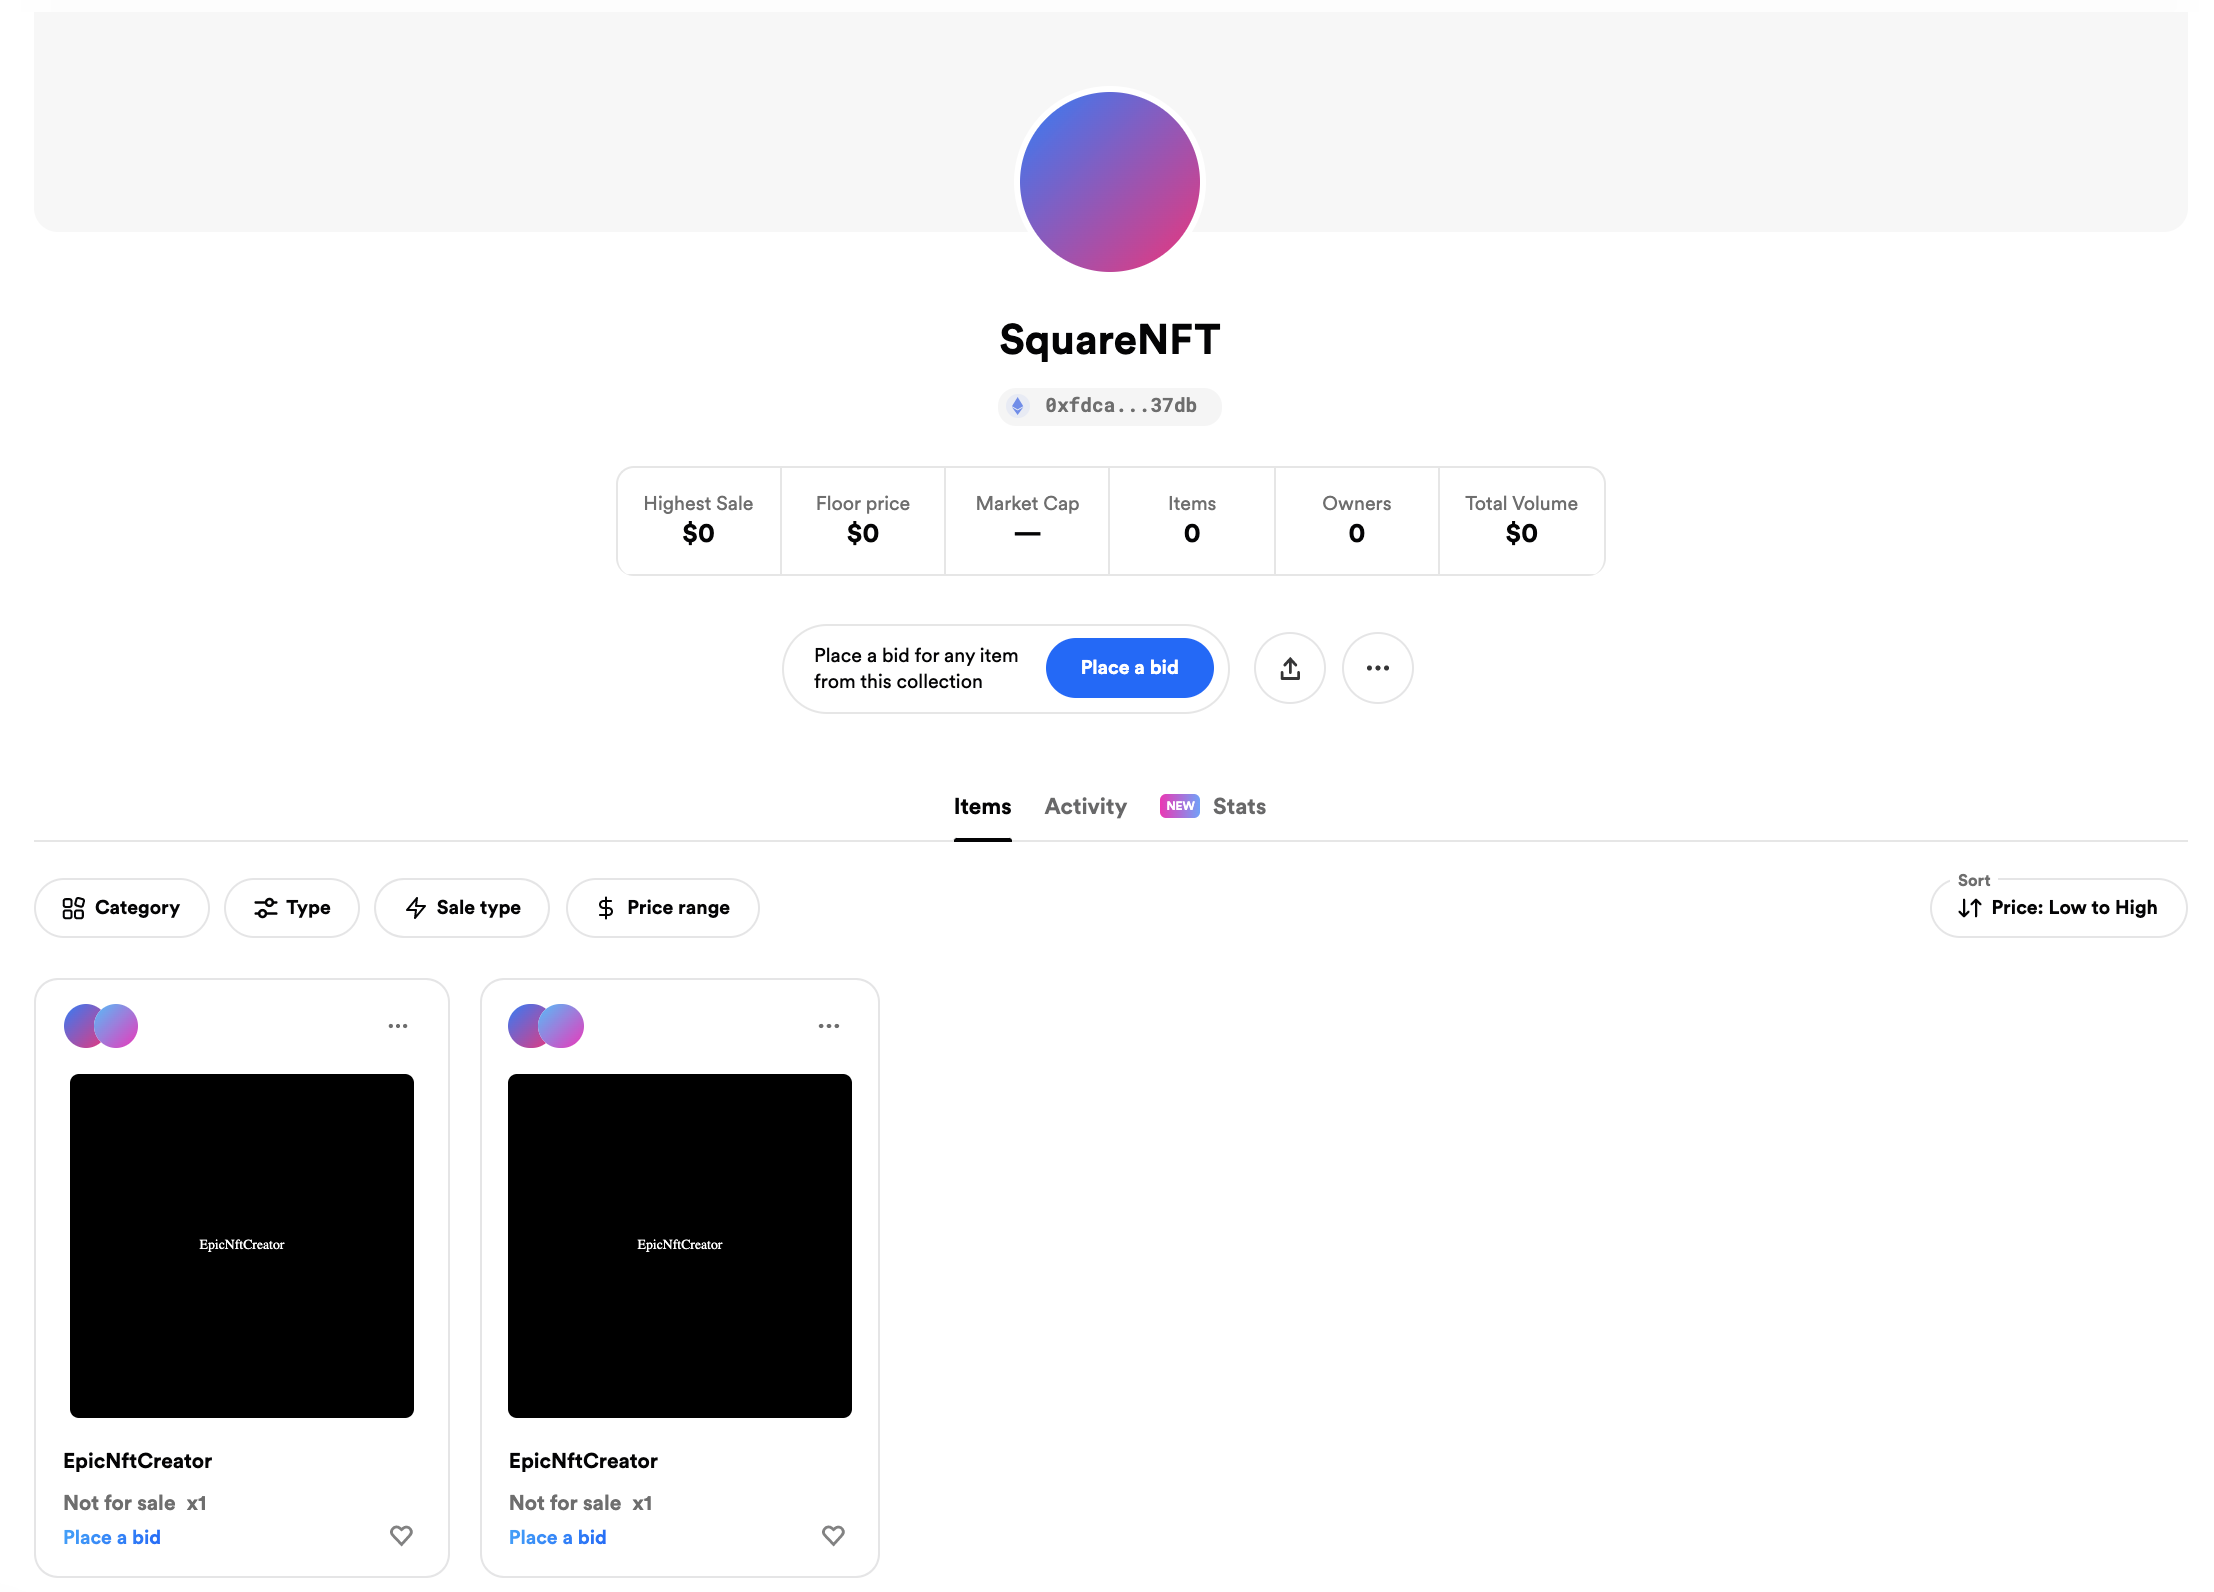 SquareNFT
0xfdca...37db
Highest Sale
$0
Floor price
$0
Market Cap
—
Items
0
Owners
0
Total Volume
$0
Place a bid for any item
from this collection
Place a bid
Items
Activity
NEW
Stats
Category
Type
Sale type
Price range
Sort
Price: Low to High
EpicNftCreator
EpicNftCreator
Not for sale x1
Place a bid
EpicNftCreator
EpicNftCreator
Not for sale x1
Place a bid